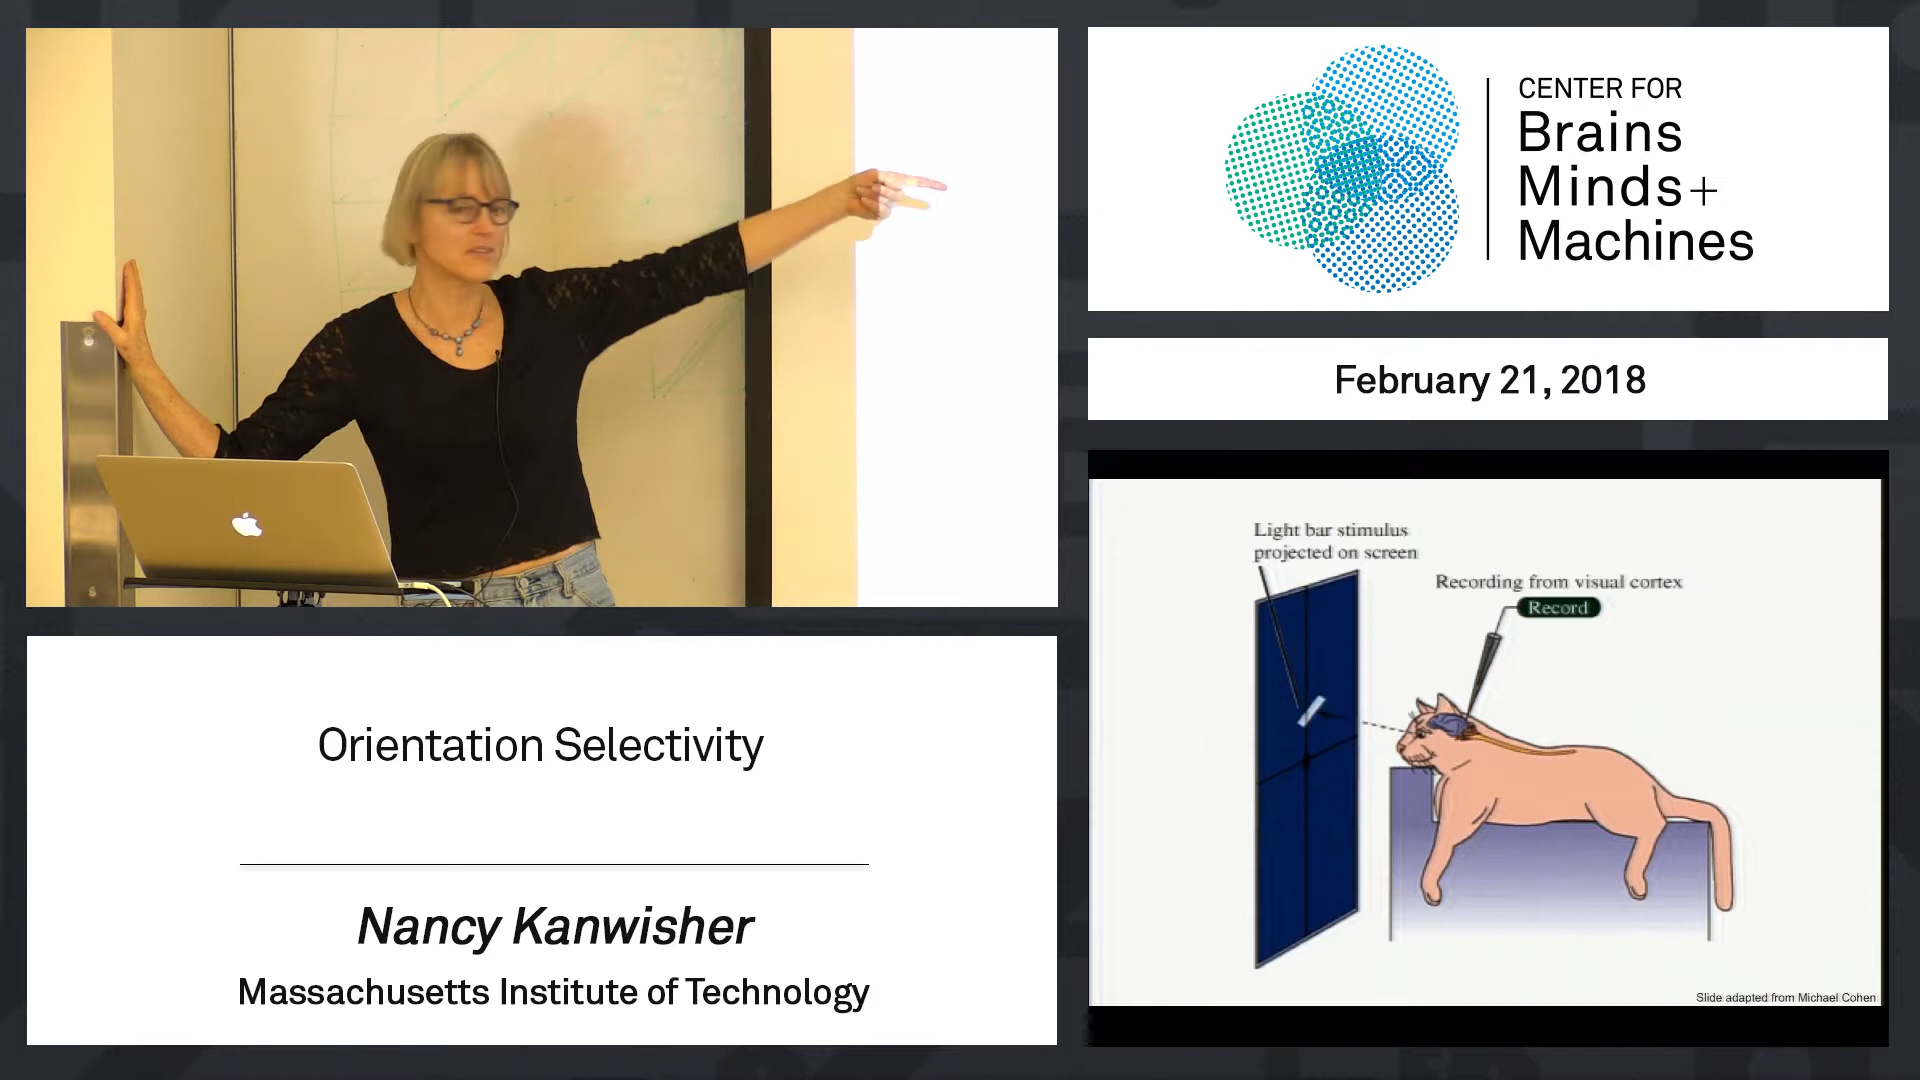 CENTER FOR
Brains
Minds+
Machines
February 21, 2018
Light bar stimulus
projected on screen
Recording from visual cortex
Record
Slide adapted from Michael Cohen
Orientation Selectivity
Nancy Kanwisher
Massachusetts Institute of Technology